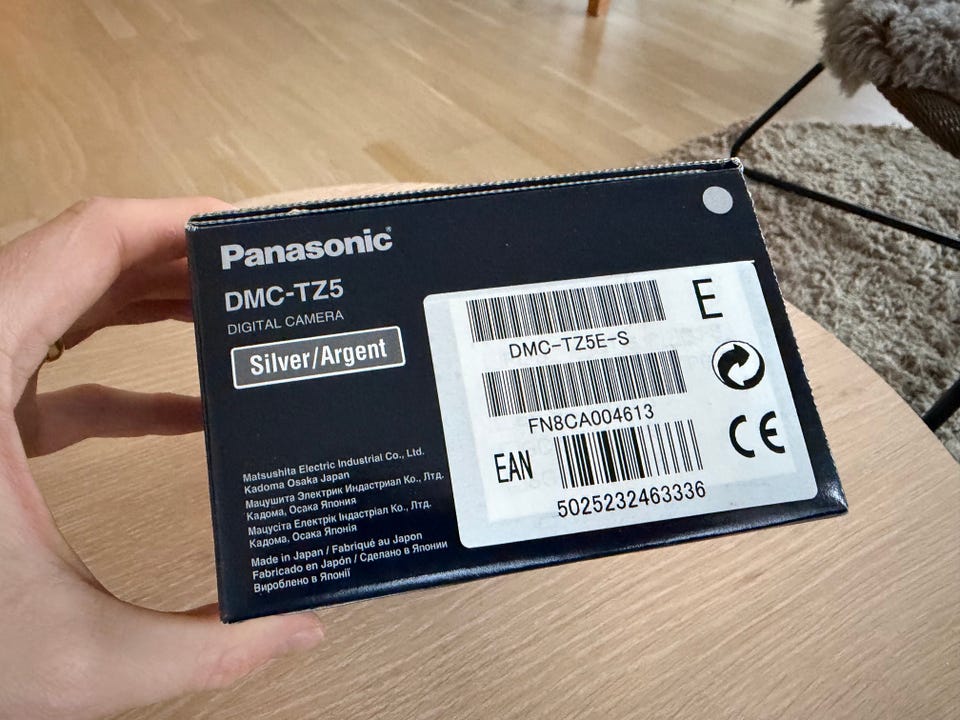 Panasonic
DMC-TZ5
DIGITAL CAMERA
Silver/Argent
Matsushita Electric Industrial Co., Ltd.
Kadoma Osaka Japan
Мацушита Электрик Индастриал Ко., Лтд.
Кадома, Осака Япония
Мацусіта Електрік Індастріал Ко., Лтд.
Кадома, Осака Японія
Made in Japan / Fabriqué au Japon
Fabricado en Japón / Сделано в Японии
Вироблено в Японії
E
DMC-TZ5E-S
FN8CA004613
EAN
5025232463336
CE